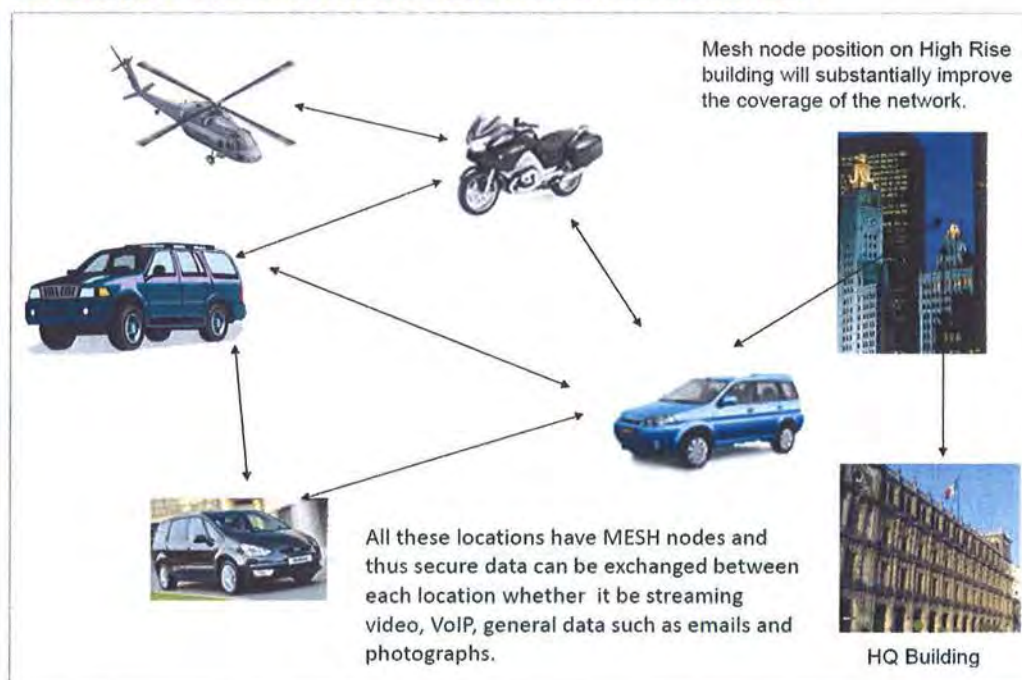 Mesh node position on High Rise
building will substantially improve
the coverage of the network.
All these locations have MESH nodes and
thus secure data can be exchanged between
each location whether it be streaming
video, VoIP, general data such as emails and
photographs.
HQ Building